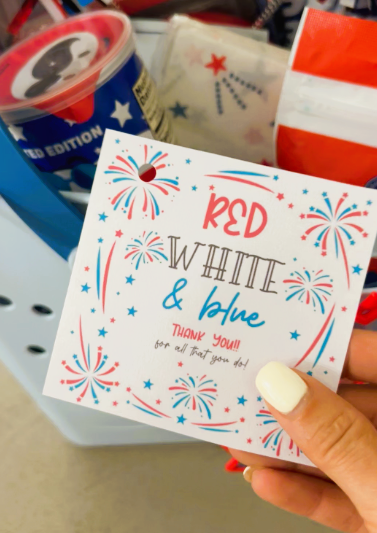 ED EDITION
RED
WHITE
& blue
THANK YOU!!
for all that you do!